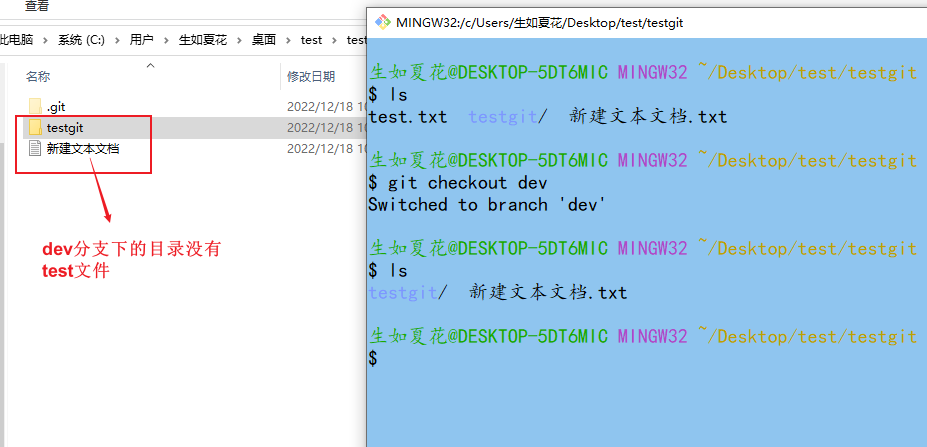 查看
此电脑 > 系统 (C:) > 用户 > 生如夏花 > 桌面 > test > test
名称 修改日期
.git 2022/12/18 10
testgit 2022/12/18 10
新建文本文档 2022/12/18 10
dev分支下的目录没有
test文件
MINGW32:/c/Users/生如夏花/Desktop/test/testgit
生如夏花@DESKTOP-5DT6MIC MINGW32 ~/Desktop/test/testgit
$ ls
test.txt testgit/ 新建文本文档.txt
生如夏花@DESKTOP-5DT6MIC MINGW32 ~/Desktop/test/testgit
$ git checkout dev
Switched to branch 'dev'
生如夏花@DESKTOP-5DT6MIC MINGW32 ~/Desktop/test/testgit
$ ls
testgit/ 新建文本文档.txt
生如夏花@DESKTOP-5DT6MIC MINGW32 ~/Desktop/test/testgit
$